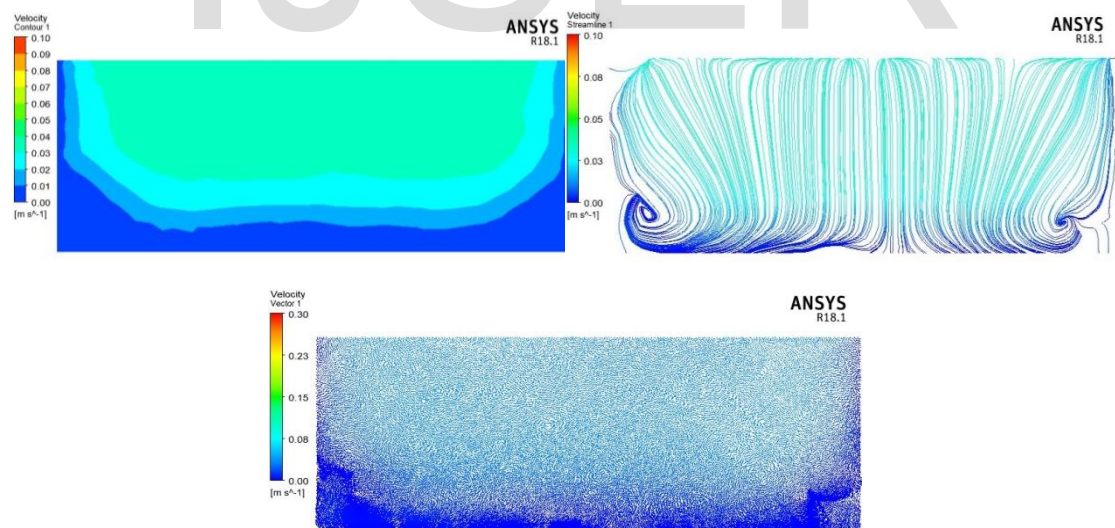 IJSER
Velocity
Contour 1
0.10
0.09
0.08
0.07
0.06
0.05
0.04
0.03
0.02
0.01
0.00
[m s^-1]
ANSYS
R18.1
Velocity
Streamline 1
0.10
0.08
0.05
0.03
0.00
[m s^-1]
ANSYS
R18.1
Velocity
Vector 1
0.30
0.23
0.15
0.08
0.00
[m s^-1]
ANSYS
R18.1